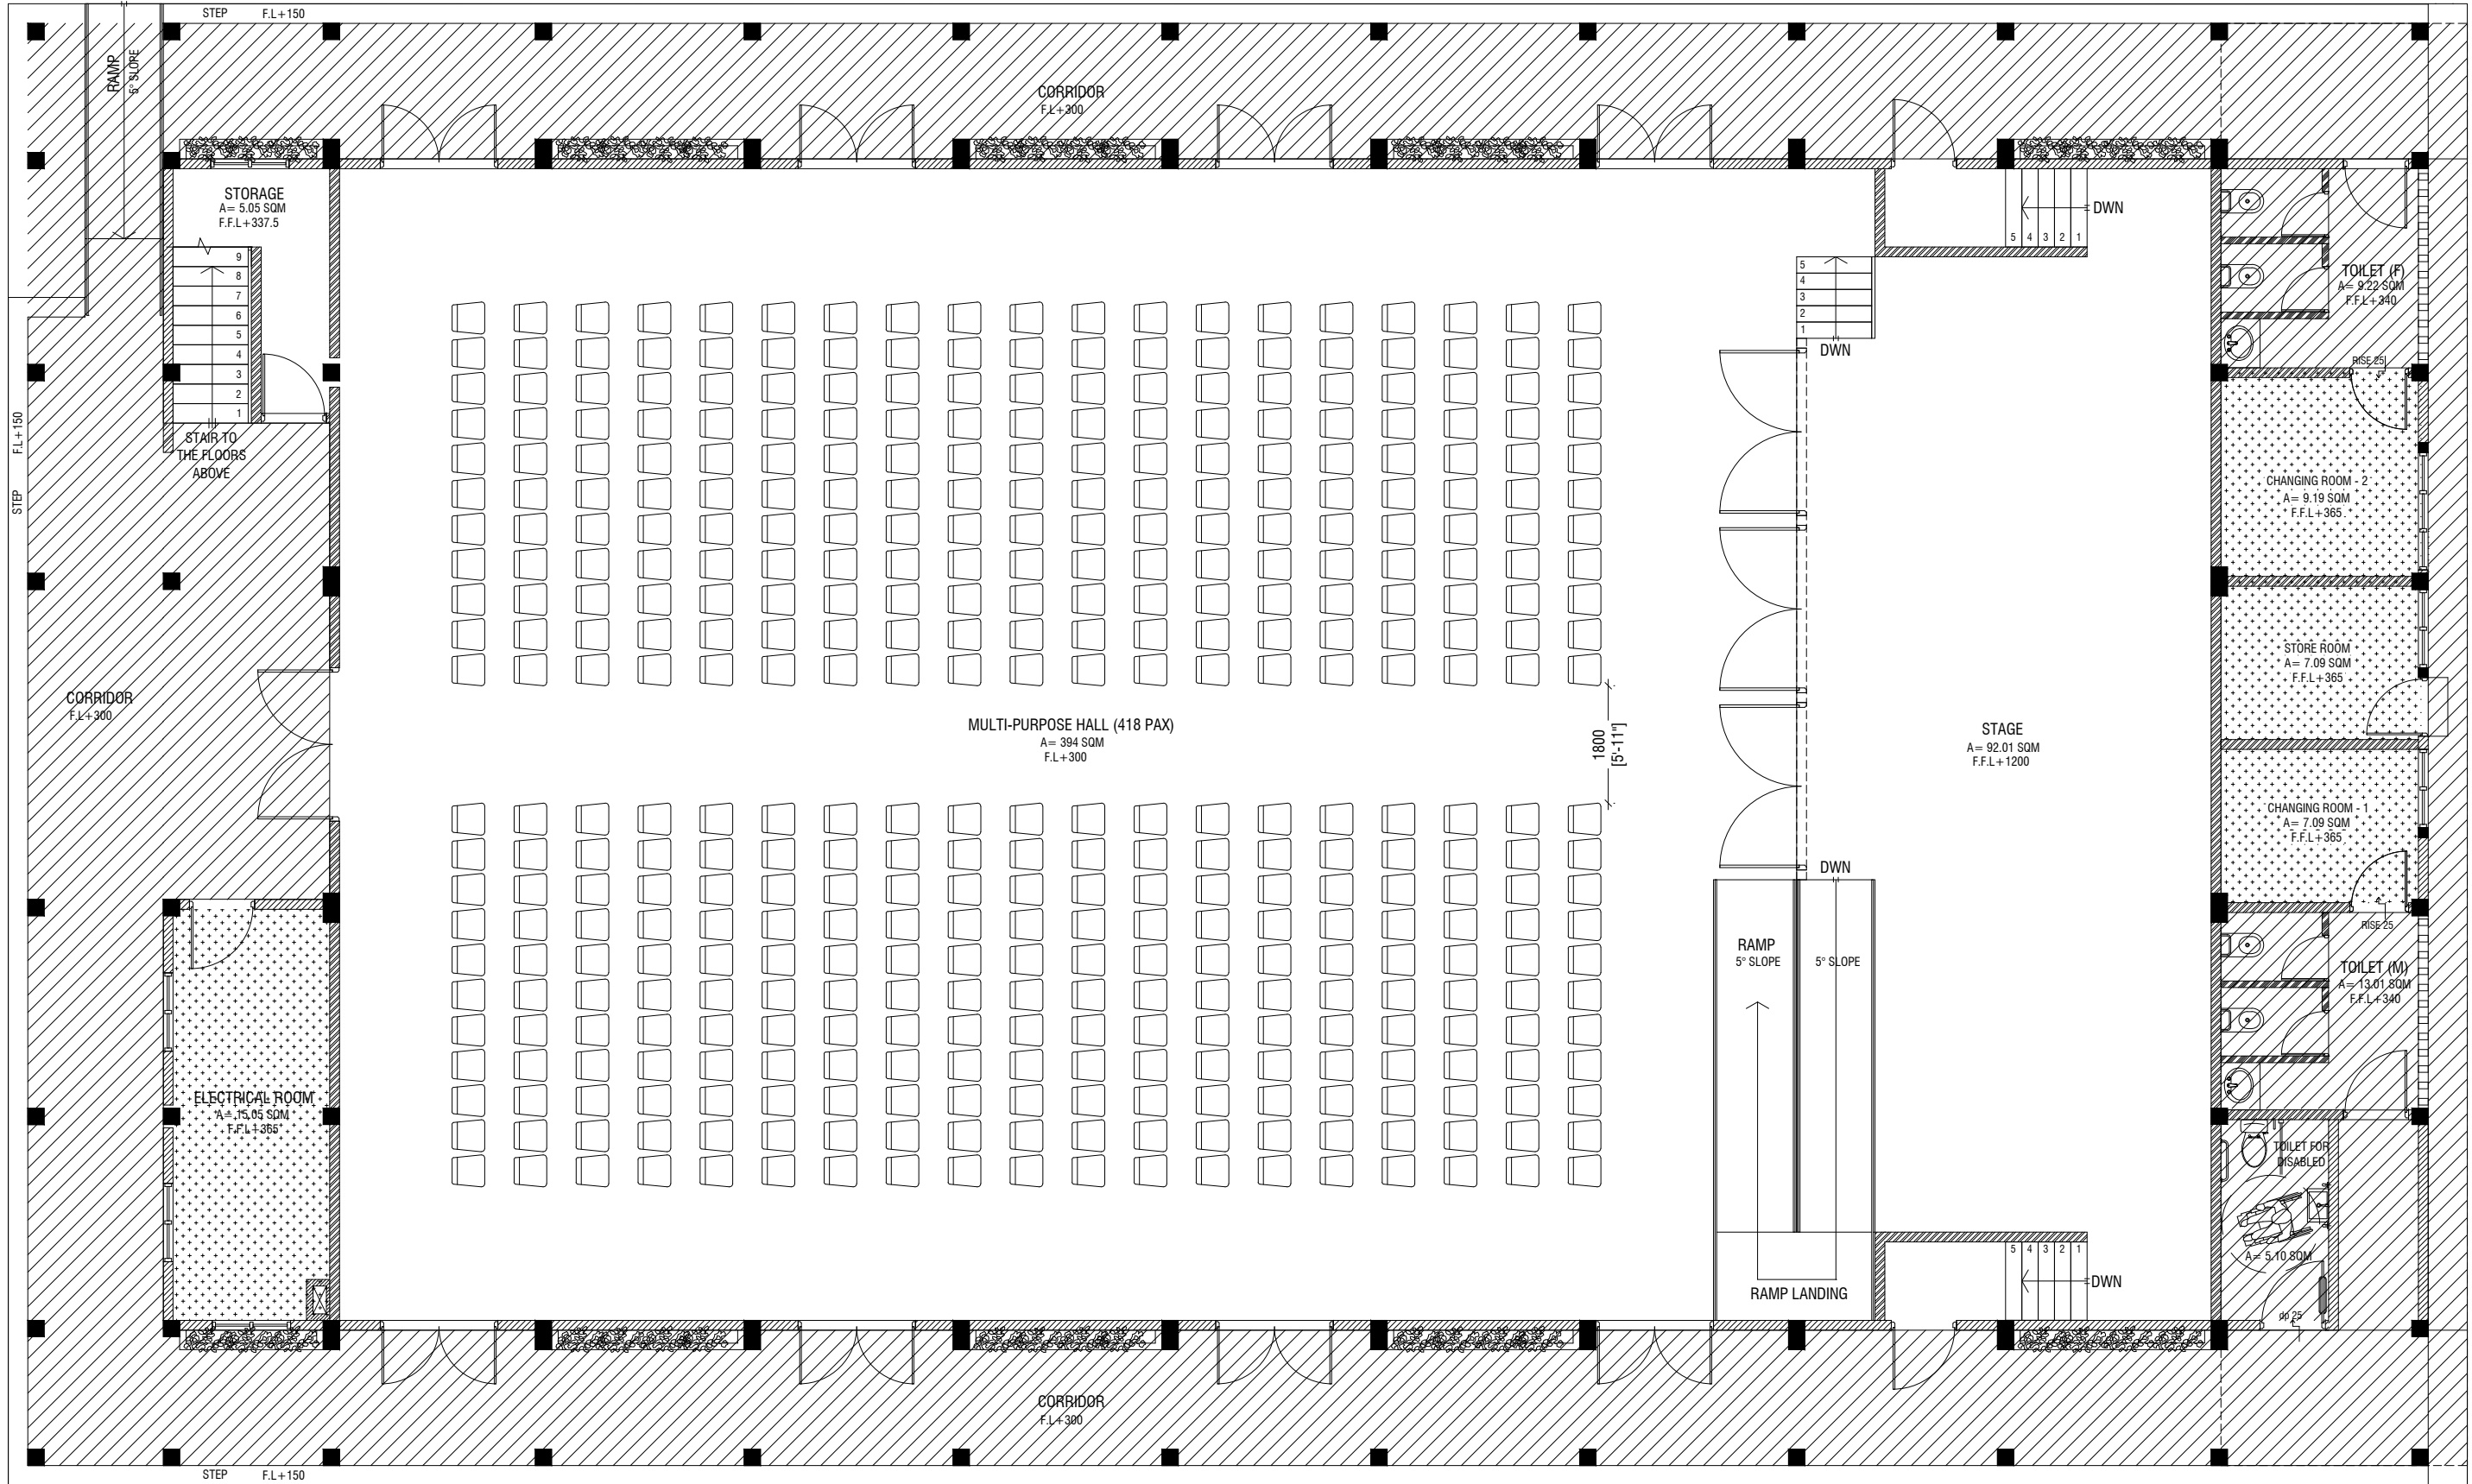 STEP F.L+150
RAMP
5° SLOPE
CORRIDOR
F.L+300
STORAGE
A= 5.05 SQM
F.F.L+337.5
9
8
7
6
5
4
3
2
1
STAIR TO
THE FLOORS
ABOVE
F.L+150
STEP
CORRIDOR
F.L+300
ELECTRICAL ROOM
A= 15.05 SQM
F.F.L+365
MULTI-PURPOSE HALL (418 PAX)
A= 394 SQM
F.L+300
1800
[5'-11"]
5 4 3 2 1
DWN
5
4
3
2
1
DWN
STAGE
A= 92.01 SQM
F.F.L+1200
DWN
RAMP
5° SLOPE
5° SLOPE
RAMP LANDING
5 4 3 2 1
DWN
TOILET (F)
A= 9.22 SQM
F.F.L+340
RISE 25
CHANGING ROOM - 2
A= 9.19 SQM
F.F.L+365
STORE ROOM
A= 7.09 SQM
F.F.L+365
CHANGING ROOM - 1
A= 7.09 SQM
F.F.L+365
RISE 25
TOILET (M)
A= 13.01 SQM
F.F.L+340
TOILET FOR
DISABLED
A= 5.10 SQM
dp 25
CORRIDOR
F.L+300
STEP F.L+150